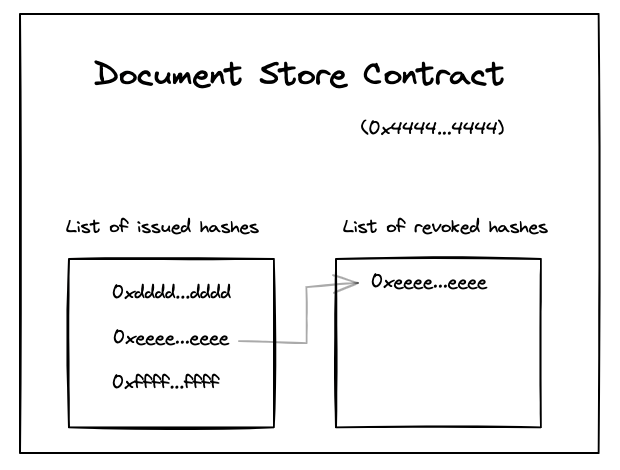 Document Store Contract
(0x4444...4444)
List of issued hashes
0xdddd...dddd
0xeeee...eeee
0xffff...ffff
List of revoked hashes
0xeeee...eeee